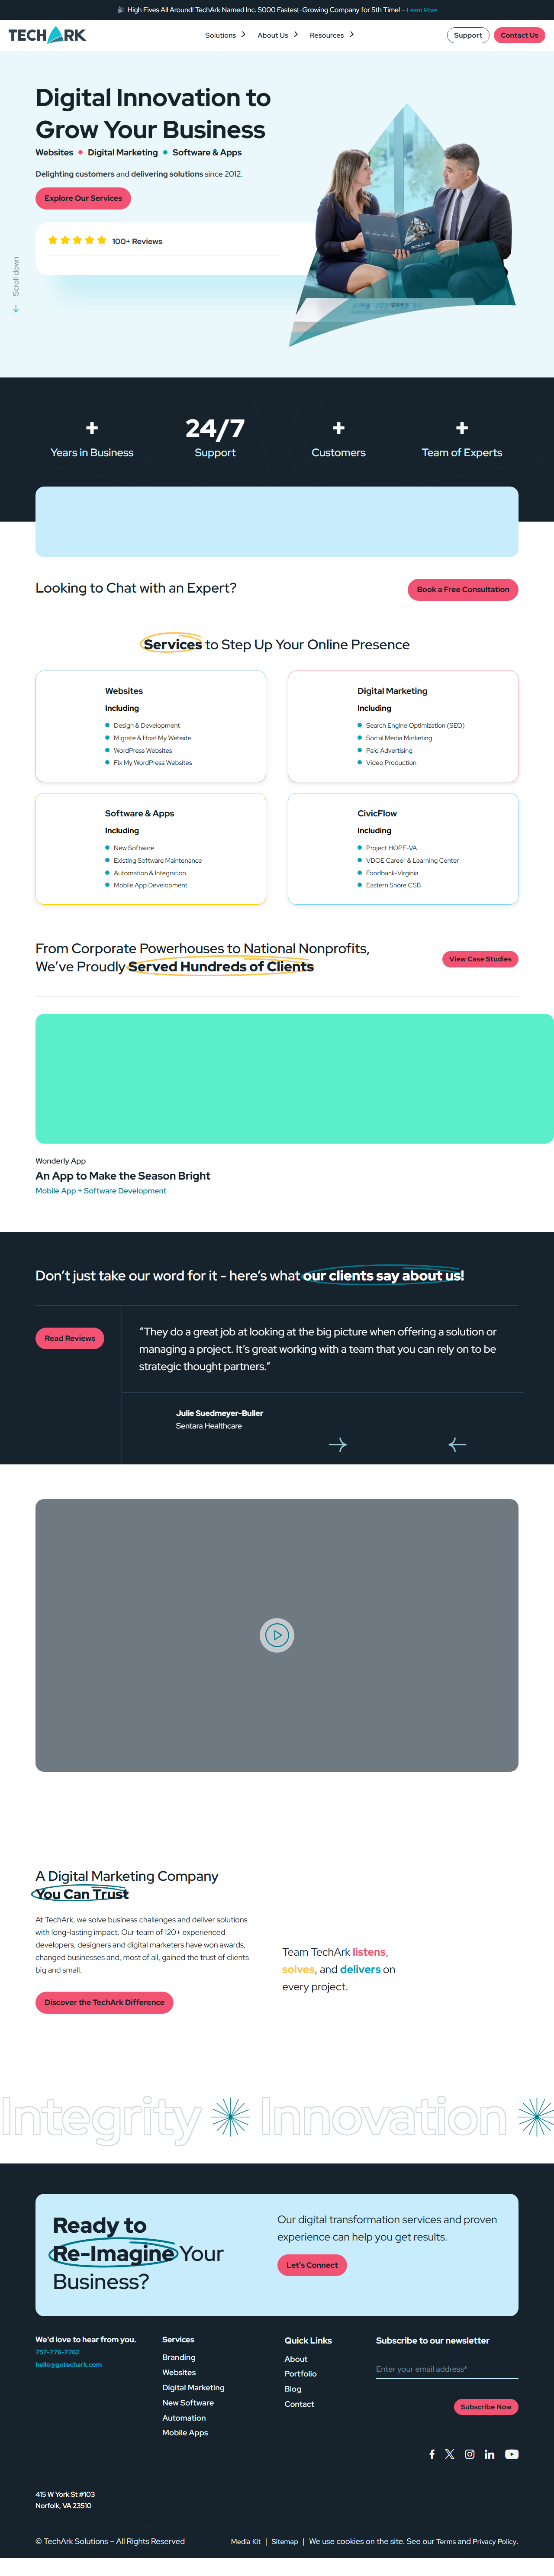 High Fives All Around! TechArk Named Inc. 5000 Fastest-Growing Company for 5th Time! – Learn More
TECHARK
Solutions
About Us
Resources
Support
Contact Us
Digital Innovation to
Grow Your Business
Websites • Digital Marketing • Software & Apps
Delighting customers and delivering solutions since 2012.
Explore Our Services
100+ Reviews
Scroll down
+
Years in Business
24/7
Support
+
Customers
+
Team of Experts
Looking to Chat with an Expert?
Book a Free Consultation
Services to Step Up Your Online Presence
Websites
Including
Design & Development
Migrate & Host My Website
WordPress Websites
Fix My WordPress Websites
Digital Marketing
Including
Search Engine Optimization (SEO)
Social Media Marketing
Paid Advertising
Video Production
Software & Apps
Including
New Software
Existing Software Maintenance
Automation & Integration
Mobile App Development
CivicFlow
Including
Project HOPE-VA
VDOE Career & Learning Center
Foodbank-Virginia
Eastern Shore CSB
From Corporate Powerhouses to National Nonprofits,
We've Proudly Served Hundreds of Clients
View Case Studies
Wonderly App
An App to Make the Season Bright
Mobile App + Software Development
Don't just take our word for it - here's what our clients say about us!
Read Reviews
"They do a great job at looking at the big picture when offering a solution or
managing a project. It's great working with a team that you can rely on to be
strategic thought partners."
Julie Suedmeyer-Buller
Sentara Healthcare
A Digital Marketing Company
You Can Trust
At TechArk, we solve business challenges and deliver solutions
with long-lasting impact. Our team of 120+ experienced
developers, designers and digital marketers have won awards,
changed businesses and, most of all, gained the trust of clients
big and small.
Discover the TechArk Difference
Team TechArk listens,
solves, and delivers on
every project.
Integrity
Innovation
Ready to
Re-Imagine Your
Business?
Our digital transformation services and proven
experience can help you get results.
Let's Connect
We'd love to hear from you.
757-776-7762
hello@gotechark.com
415 W York St #103
Norfolk, VA 23510
Services
Branding
Websites
Digital Marketing
New Software
Automation
Mobile Apps
Quick Links
About
Portfolio
Blog
Contact
Subscribe to our newsletter
Enter your email address*
Subscribe Now
© TechArk Solutions – All Rights Reserved
Media Kit | Sitemap | We use cookies on the site. See our Terms and Privacy Policy.